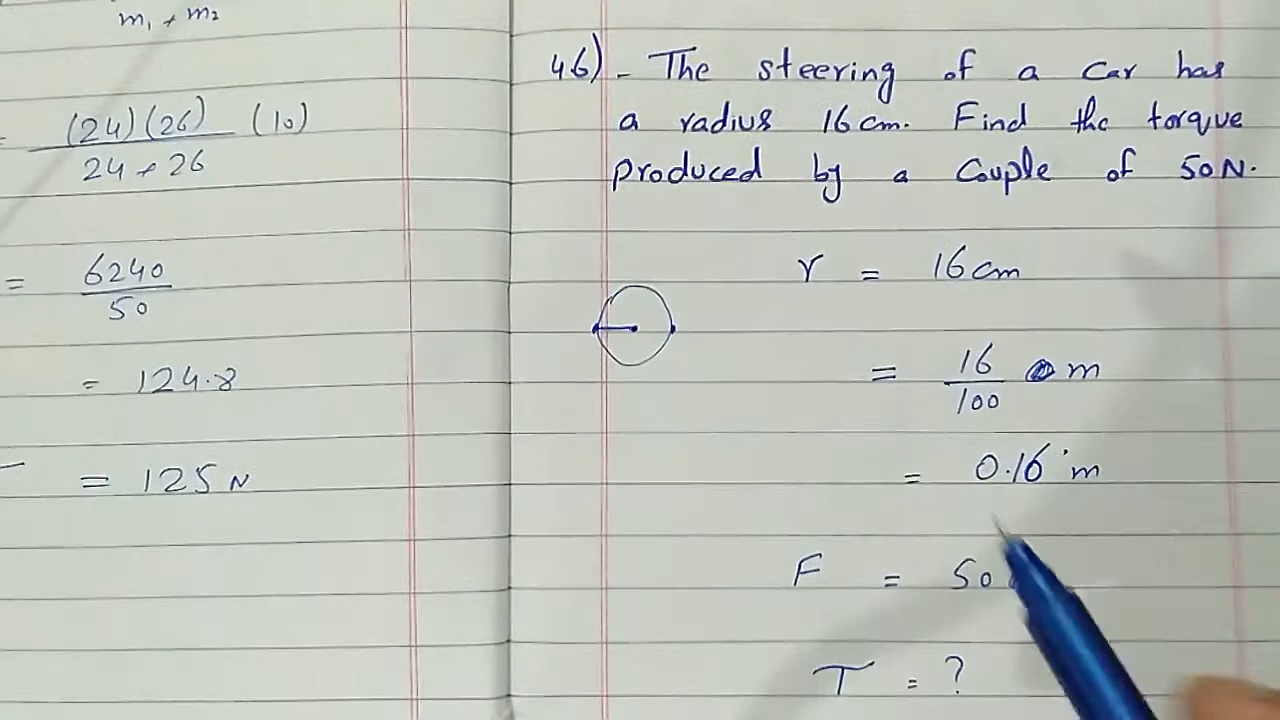 m₁ + m₂
= (24)(26) (10)
24 + 26
= 6240
50
= 124.8
= 125 N
46) - The steering of a car has
a radius 16 cm. Find the torque
produced by a couple of 50 N.
r = 16 cm
= 16 m
100
= 0.16 m
F = 50
τ = ?